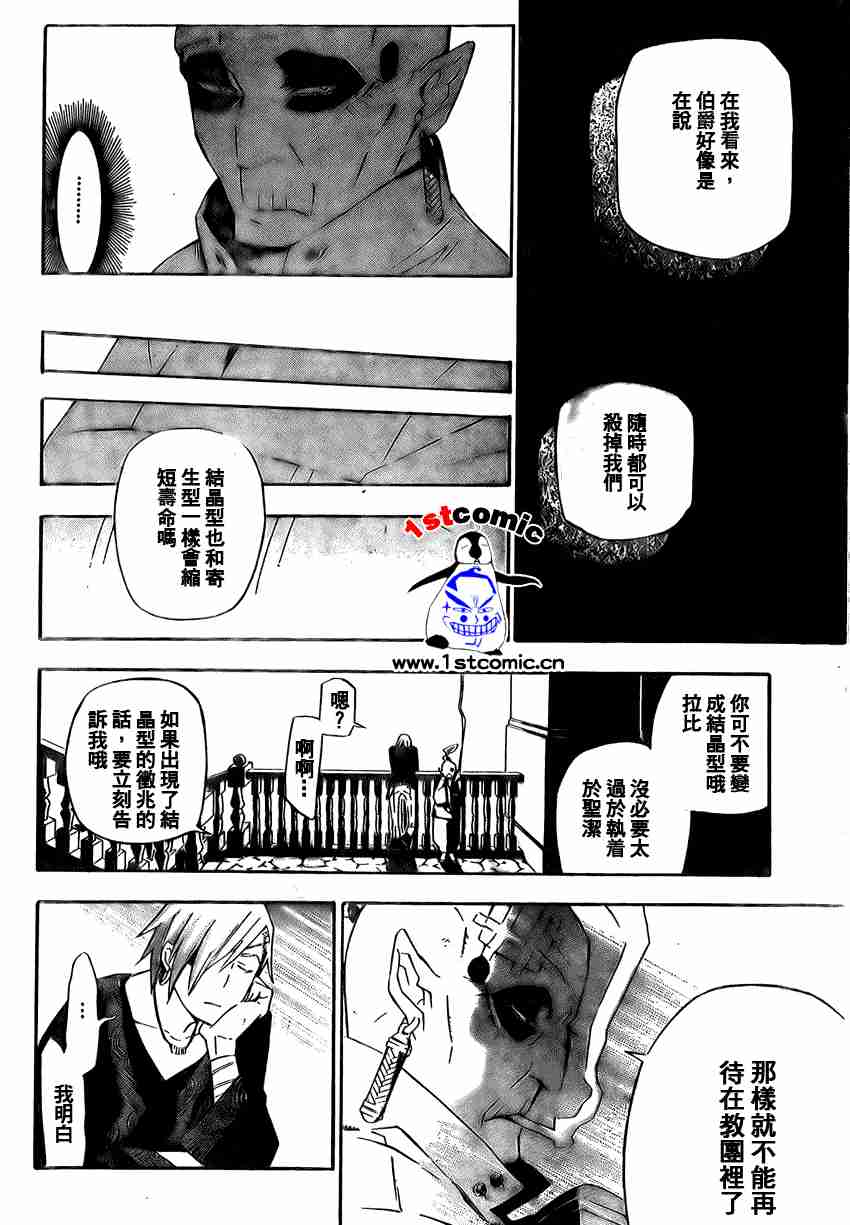 在我看來，
伯爵好像是
在說
隨時都可以
殺掉我們
………
結晶型也和寄
生型一樣會縮
短壽命嗎
1stcomic
www.1stcomic.cn
你可不要變
成結晶型哦
拉比
沒必要太
過於執着
於聖潔
嗯?
啊啊…
如果出現了結
晶型的徵兆的
話，要立刻告
訴我哦
那樣就不能再
待在教團裡了
…
我明白